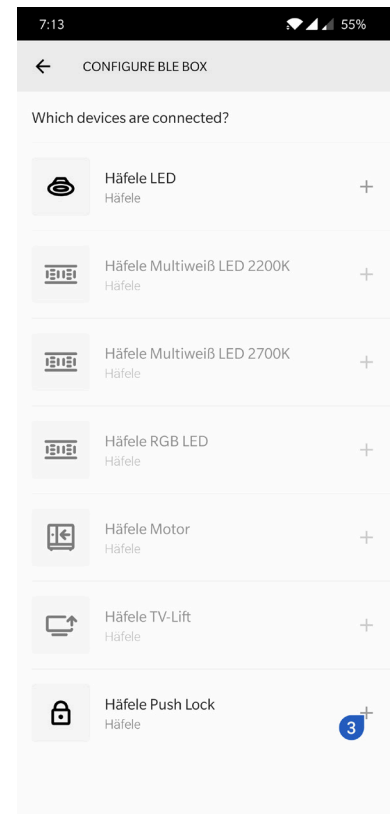 7:13
55%
CONFIGURE BLE BOX
Which devices are connected?
Häfele LED
Häfele
Häfele Multiweiß LED 2200K
Häfele
Häfele Multiweiß LED 2700K
Häfele
Häfele RGB LED
Häfele
Häfele Motor
Häfele
Häfele TV-Lift
Häfele
Häfele Push Lock
Häfele
3